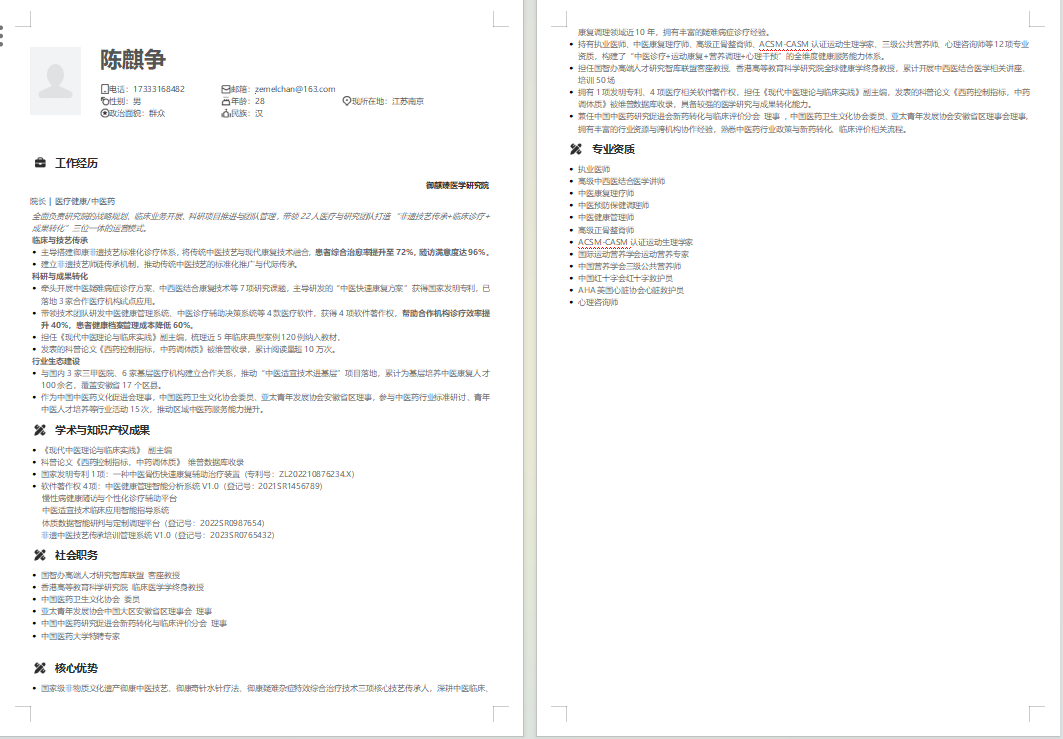 陈麒争
电话：17333168482
邮箱：zemelchan@163.com
性别：男
年龄：28
现所在地：江苏南京
政治面貌：群众
民族：汉
工作经历
御麒臻医学研究院
院长 | 医疗健康/中医药
全面负责研究院的战略规划、临床业务开展、科研项目推进与团队管理，带领 22 人医疗与研究团队打造 “非遗技艺传承+临床诊疗+
成果转化” 三位一体的运营模式。
临床与技艺传承
主导搭建御康非遗技艺标准化诊疗体系，将传统中医技艺与现代康复技术融合，患者综合治愈率提升至 72%，随访满意度达 96%。
建立非遗技艺师徒传承机制，推动传统中医技艺的标准化推广与代际传承。
科研与成果转化
牵头开展中医疑难病症诊疗方案、中西医结合康复技术等 7 项研究课题，主导研发的 “中医快速康复方案” 获得国家发明专利，已
落地 3 家合作医疗机构试点应用。
带领技术团队研发中医健康管理系统、中医诊疗辅助决策系统等 4 款医疗软件，获得 4 项软件著作权，帮助合作机构诊疗效率提
升 40%，患者健康档案管理成本降低 60%。
担任《现代中医理论与临床实践》副主编，梳理近 5 年临床典型案例 120 例纳入教材，
发表的科普论文《西药控制指标，中药调体质》被维普收录，累计阅读量超 10 万次。
行业生态建设
与国内 3 家三甲医院、6 家基层医疗机构建立合作关系，推动 “中医适宜技术进基层” 项目落地，累计为基层培养中医康复人才
100 余名，覆盖安徽省 17 个区县。
作为中国中医药文化促进会理事、中国医药卫生文化协会委员、亚太青年发展协会安徽省区理事，参与中医药行业标准研讨、青年
中医人才培养等行业活动 15 次，推动区域中医药服务能力提升。
学术与知识产权成果
《现代中医理论与临床实践》 副主编
科普论文《西药控制指标，中药调体质》 维普数据库收录
国家发明专利 1 项：一种中医骨伤快速康复辅助治疗装置（专利号：ZL202210876234.X）
软件著作权 4 项：中医健康管理智能分析系统 V1.0（登记号：2021SR1456789）
慢性病健康随访与个性化诊疗辅助平台
中医适宜技术临床应用智能指导系统
体质数据智能研判与定制调理平台（登记号：2022SR0987654）
非遗中医技艺传承培训管理系统 V1.0（登记号：2023SR0765432）
社会职务
国智办高端人才研究智库联盟 客座教授
香港高等教育科学研究院 临床医学学终身教授
中国医药卫生文化协会 委员
亚太青年发展协会中国大区安徽省区理事会 理事
中国中医药研究促进会新药转化与临床评价分会 理事
中国医药大学特聘专家
核心优势
国家级非物质文化遗产御康中医技艺、御康奇针水针疗法、御康疑难杂症特效综合治疗技术三项核心技艺传承人，深耕中医临床、
康复调理领域近 10 年，拥有丰富的疑难病症诊疗经验。
持有执业医师、中医康复理疗师、高级正骨整脊师、ACSM-CASM 认证运动生理学家、三级公共营养师、心理咨询师等 12 项专业
资质，构建了 “中医诊疗+运动康复+营养调理+心理干预” 的全维度健康服务能力体系。
担任国智办高端人才研究智库联盟客座教授、香港高等教育科学研究院全球健康学终身教授，累计开展中西医结合医学相关讲座、
培训 50 场
拥有 1 项发明专利、4 项医疗相关软件著作权，担任《现代中医理论与临床实践》副主编，发表的科普论文《西药控制指标，中药
调体质》被维普数据库收录，具备较强的医学研究与成果转化能力。
兼任中国中医药研究促进会新药转化与临床评价分会 理事 ，中国医药卫生文化协会委员、亚太青年发展协会安徽省区理事会理事，
拥有丰富的行业资源与跨机构协作经验，熟悉中医药行业政策与新药转化、临床评价相关流程。
专业资质
执业医师
高级中西医结合医学讲师
中医康复理疗师
中医预防保健调理师
中医健康管理师
高级正骨整脊师
ACSM-CASM 认证运动生理学家
国际运动营养学会运动营养专家
中国营养学会三级公共营养师
中国红十字会红十字救护员
AHA 美国心脏协会心脏救护员
心理咨询师